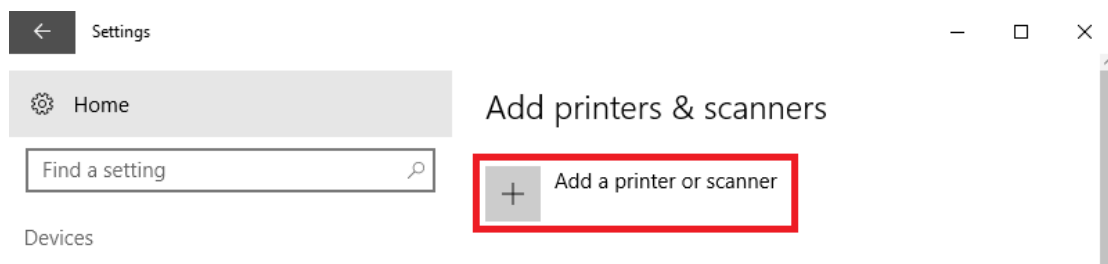 Settings
Home
Find a setting
Devices
Add printers & scanners
Add a printer or scanner